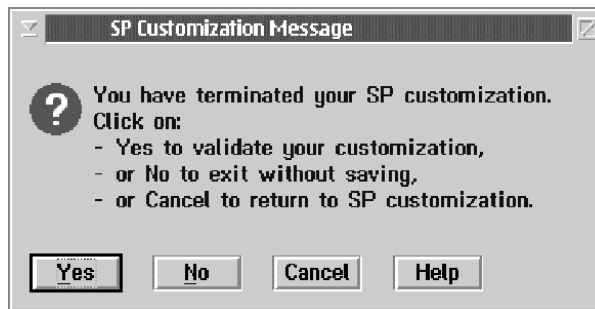 SP Customization Message
You have terminated your SP customization.
Click on:
- Yes to validate your customization,
- or No to exit without saving,
- or Cancel to return to SP customization.
Yes No Cancel Help